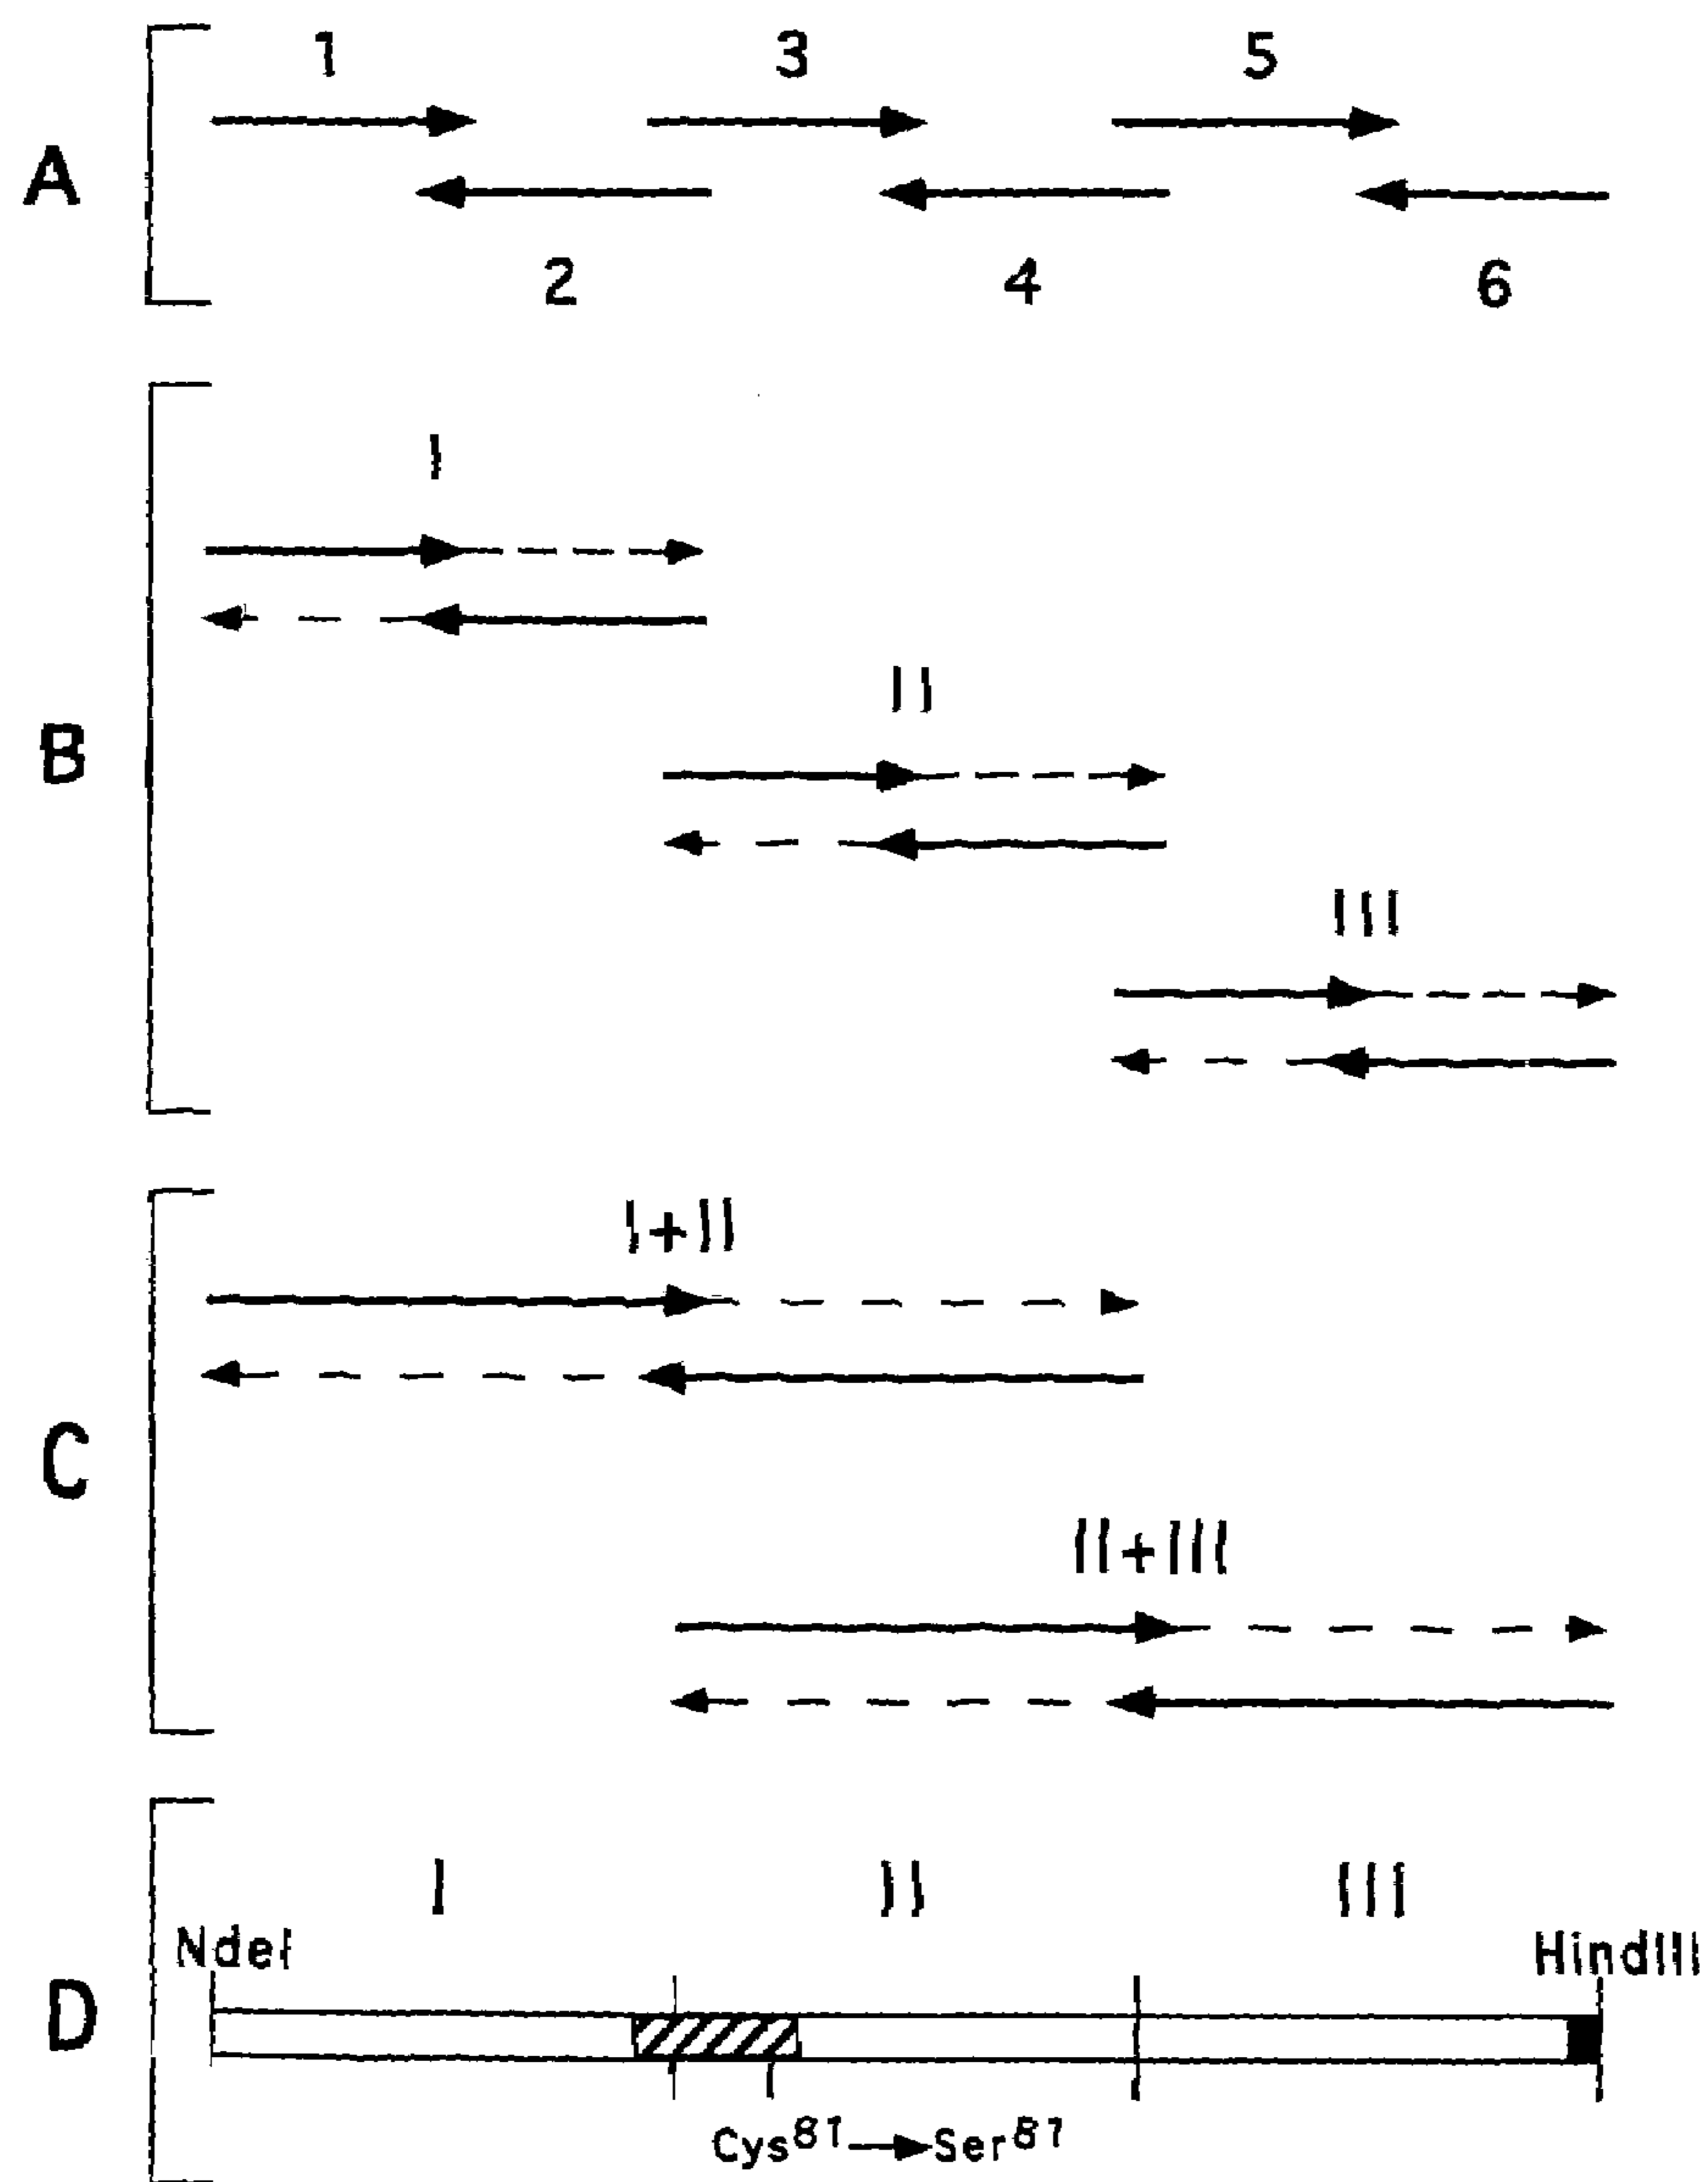 A
1 3 5
2 4 6
B
I
II
III
C
I+II
II+III
D
I II III
NdeI HindIII
Cys⁸¹→Ser⁸¹